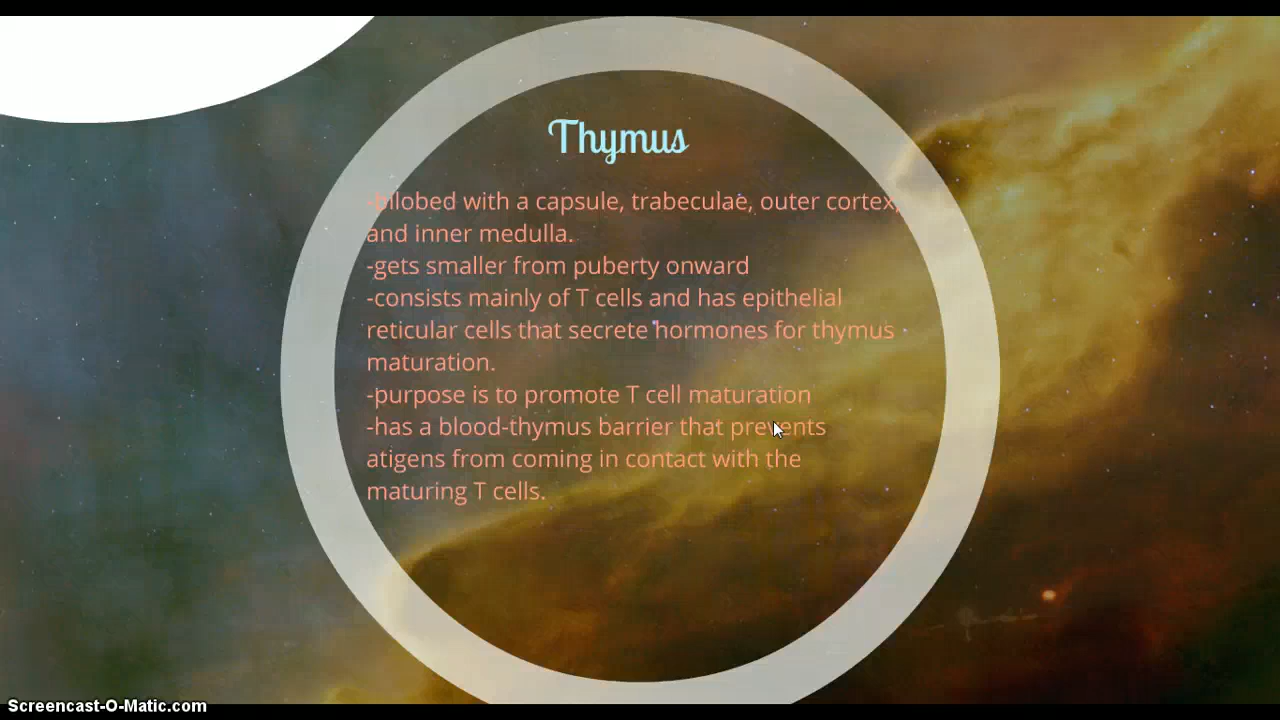 Thymus
-bilobed with a capsule, trabeculae, outer cortex,
and inner medulla.
-gets smaller from puberty onward
-consists mainly of T cells and has epithelial
reticular cells that secrete hormones for thymus
maturation.
-purpose is to promote T cell maturation
-has a blood-thymus barrier that prevents
atigens from coming in contact with the
maturing T cells.
Screencast-O-Matic.com